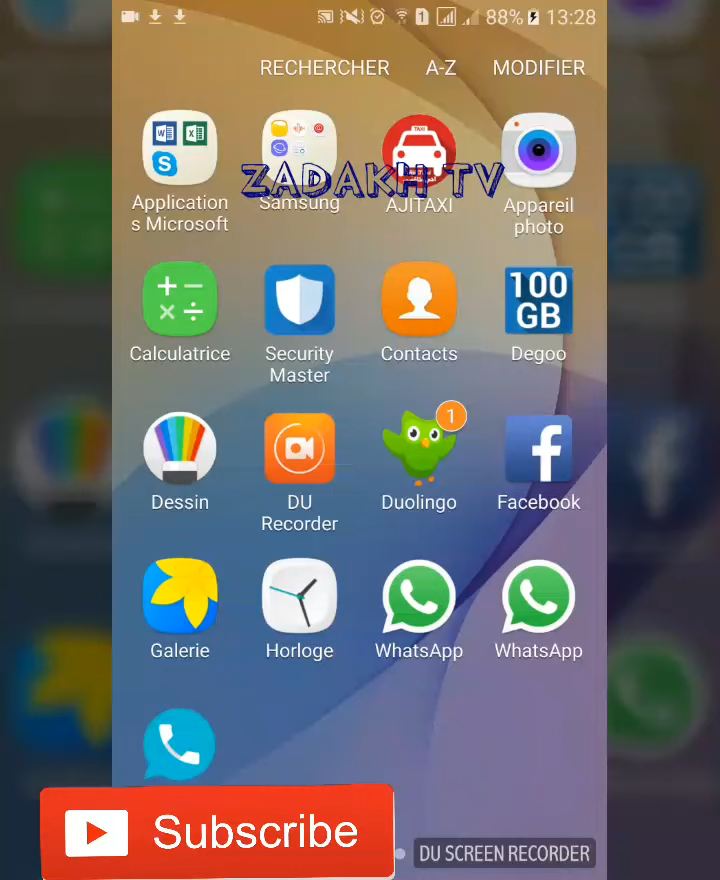 88% 13:28
RECHERCHER A-Z MODIFIER
ZADAKH TV
Application
s Microsoft
Samsung
TAXI
AJITAXI
Appareil
photo
100
GB
Calculatrice
Security
Master
Contacts
Degoo
Dessin
DU
Recorder
1
Duolingo
Facebook
Galerie
Horloge
WhatsApp
WhatsApp
Subscribe
DU SCREEN RECORDER